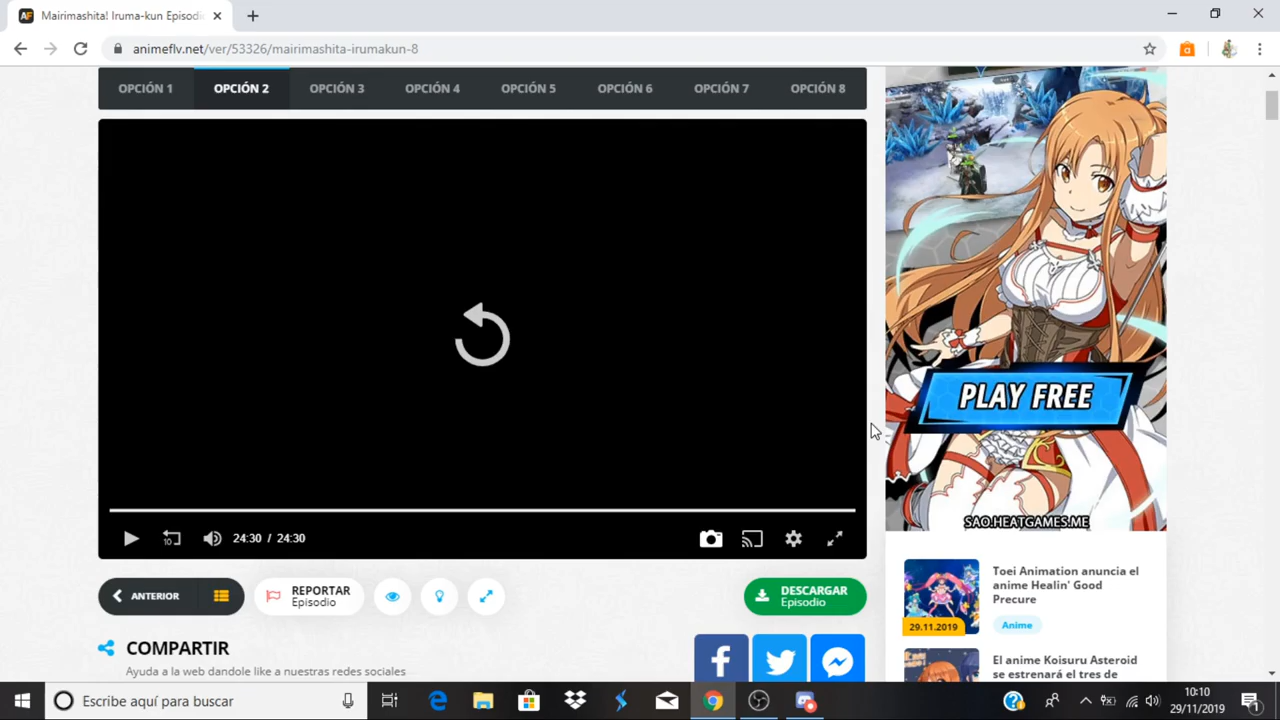 Mairimashita! Iruma-kun Episodi
animeflv.net/ver/53326/mairimashita-irumakun-8
OPCIÓN 1 OPCIÓN 2 OPCIÓN 3 OPCIÓN 4 OPCIÓN 5 OPCIÓN 6 OPCIÓN 7 OPCIÓN 8
PLAY FREE
SAO.HEATGAMES.ME
10 24:30 / 24:30
ANTERIOR
REPORTAR
Episodio
DESCARGAR
Episodio
COMPARTIR
Ayuda a la web dandole like a nuestras redes sociales
Toei Animation anuncia el
anime Healin' Good
Precure
29.11.2019
Anime
El anime Koisuru Asteroid
se estrenará el tres de
Escribe aquí para buscar
10:10
29/11/2019
1